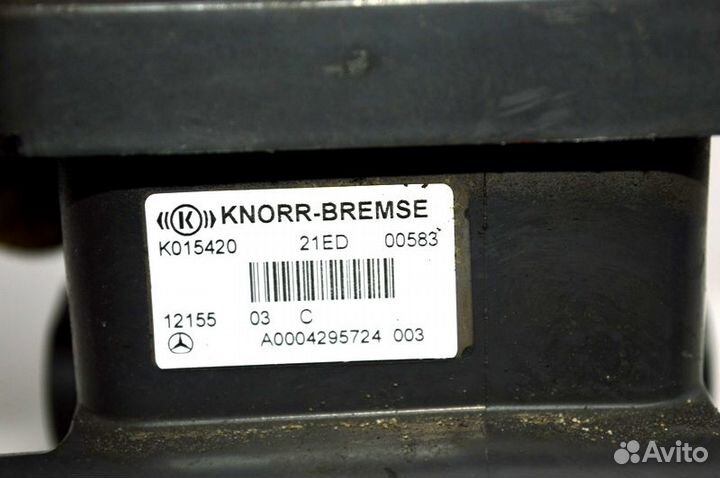 K KNORR-BREMSE
K015420 21ED 00583
12155 03 C
A0004295724 003
Avito